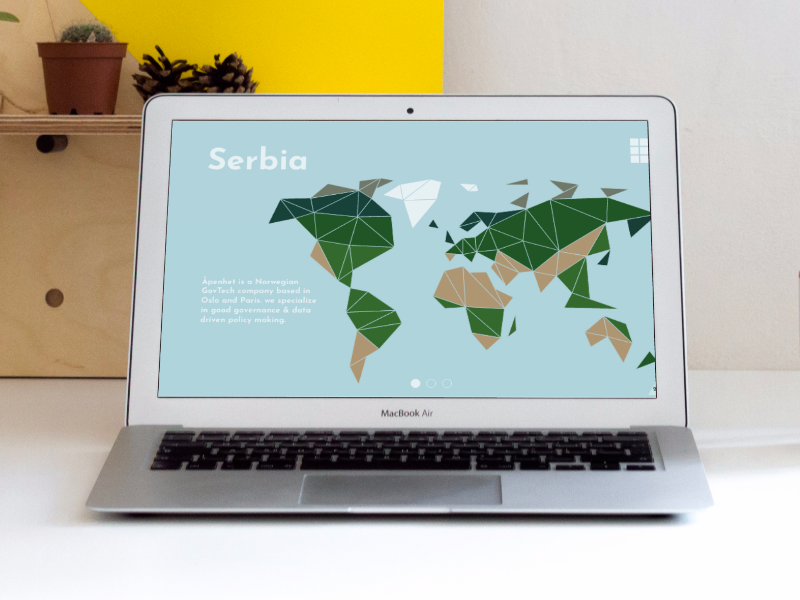 Serbia
Åpenhet is a Norwegian
GovTech company based in
Oslo and Paris. we specialise
in good governance & data
driven policy making.
MacBook Air